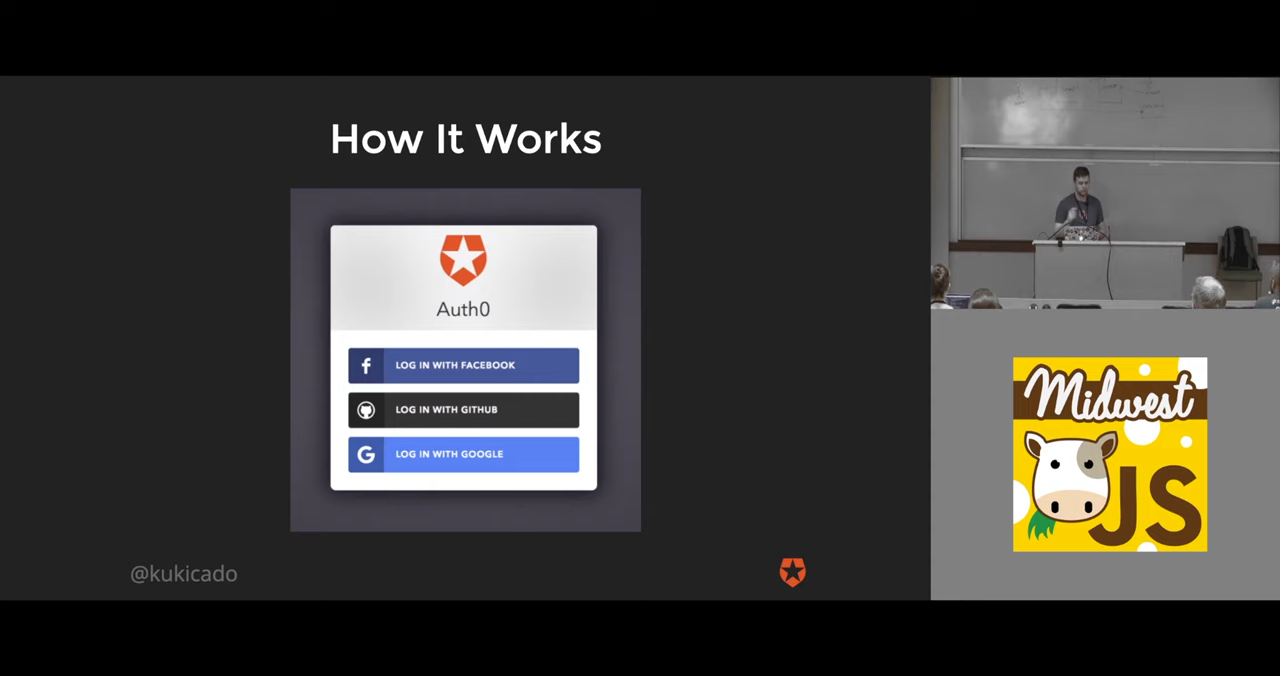 How It Works
Auth0
LOG IN WITH FACEBOOK
LOG IN WITH GITHUB
LOG IN WITH GOOGLE
@kukicado
Midwest
JS